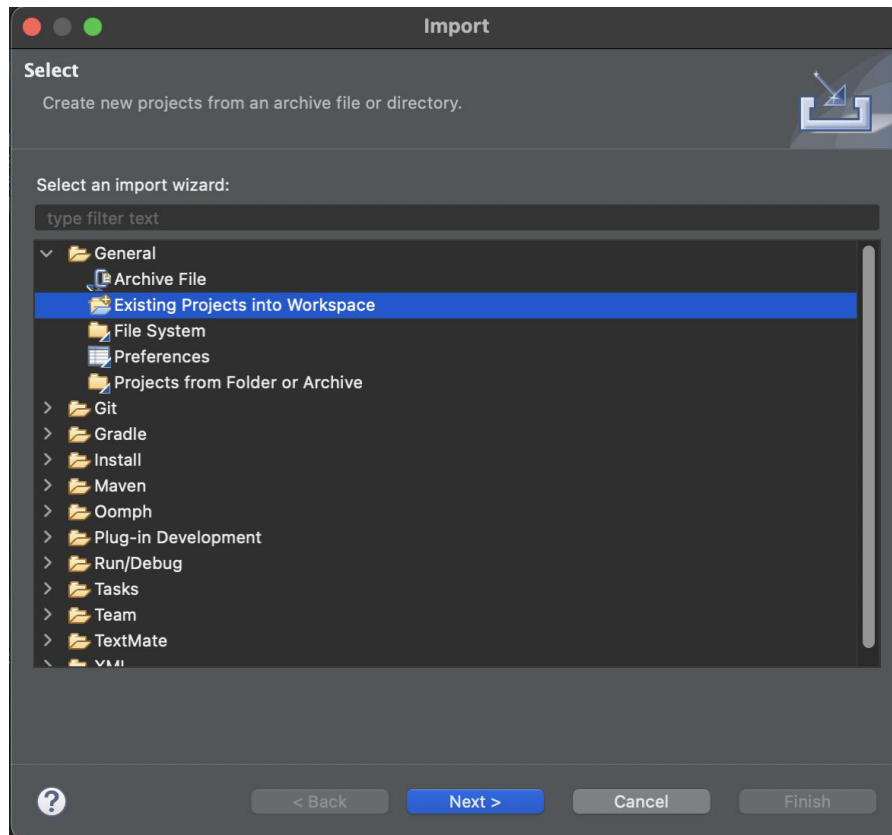 Import
Select
Create new projects from an archive file or directory.
Select an import wizard:
type filter text
General
Archive File
Existing Projects into Workspace
File System
Preferences
Projects from Folder or Archive
Git
Gradle
Install
Maven
Oomph
Plug-in Development
Run/Debug
Tasks
Team
TextMate
XML
? < Back Next > Cancel Finish